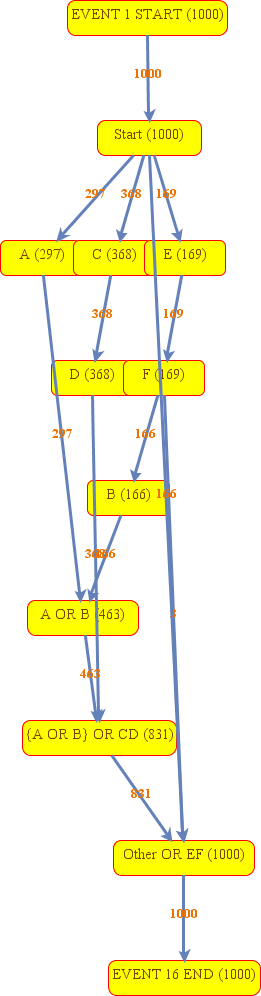 EVENT 1 START (1000)
1000
Start (1000)
297
368
169
A (297)
C (368)
E (169)
368
169
D (368)
F (169)
297
166
B (166)
166
368
166
3
A OR B (463)
463
{A OR B} OR CD (831)
831
Other OR EF (1000)
1000
EVENT 16 END (1000)